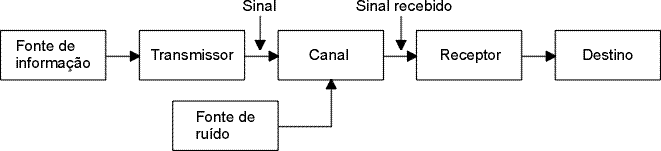 Sinal
Sinal recebido
Fonte de
informação
Transmissor
Canal
Receptor
Destino
Fonte de
ruído